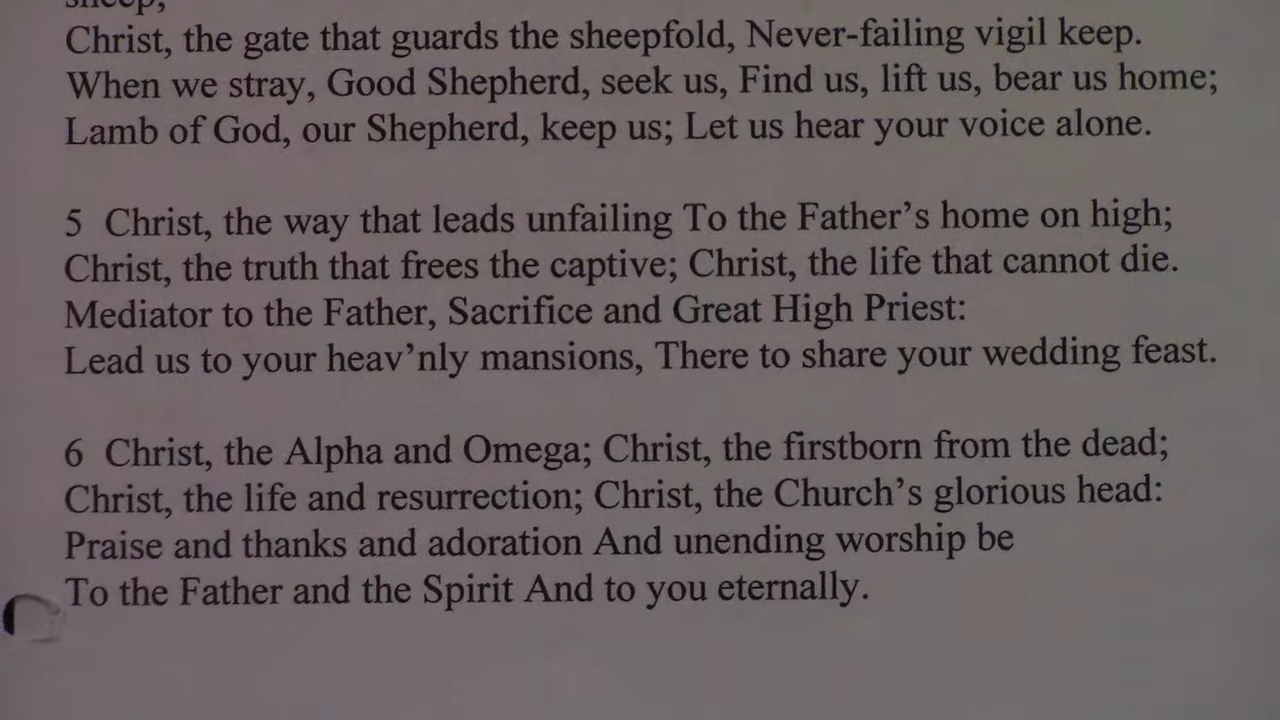 sheep,
Christ, the gate that guards the sheepfold, Never-failing vigil keep.
When we stray, Good Shepherd, seek us, Find us, lift us, bear us home;
Lamb of God, our Shepherd, keep us; Let us hear your voice alone.
5 Christ, the way that leads unfailing To the Father’s home on high;
Christ, the truth that frees the captive; Christ, the life that cannot die.
Mediator to the Father, Sacrifice and Great High Priest:
Lead us to your heav’nly mansions, There to share your wedding feast.
6 Christ, the Alpha and Omega; Christ, the firstborn from the dead;
Christ, the life and resurrection; Christ, the Church’s glorious head:
Praise and thanks and adoration And unending worship be
To the Father and the Spirit And to you eternally.